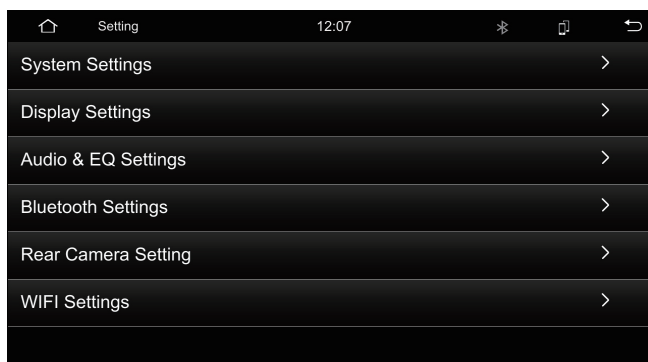 Setting 12:07
System Settings
Display Settings
Audio & EQ Settings
Bluetooth Settings
Rear Camera Setting
WIFI Settings